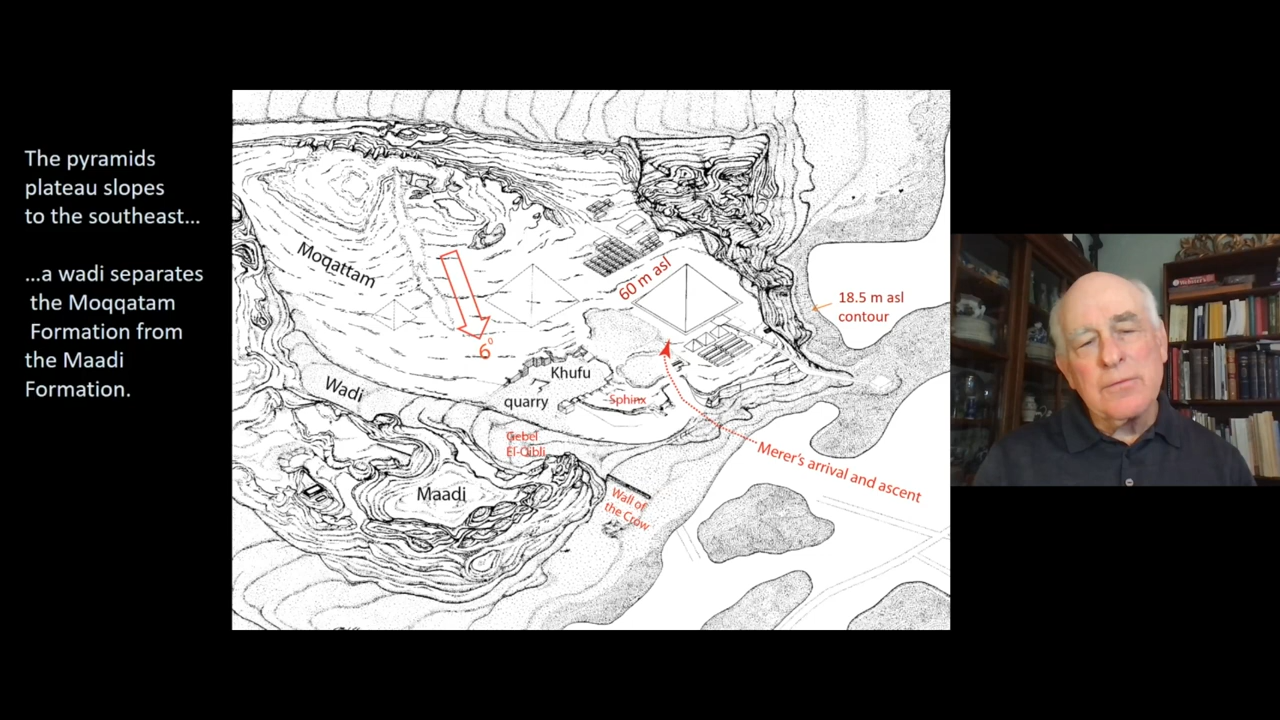 The pyramids
plateau slopes
to the southeast...
...a wadi separates
the Moqqatam
Formation from
the Maadi
Formation.
Moqattam
60 m asl
18.5 m asl
contour
6°
Khufu
quarry
Wadi
Sphinx
Gebel
El-Qibli
Merer's arrival and ascent
Maadi
Wall of
the Crow